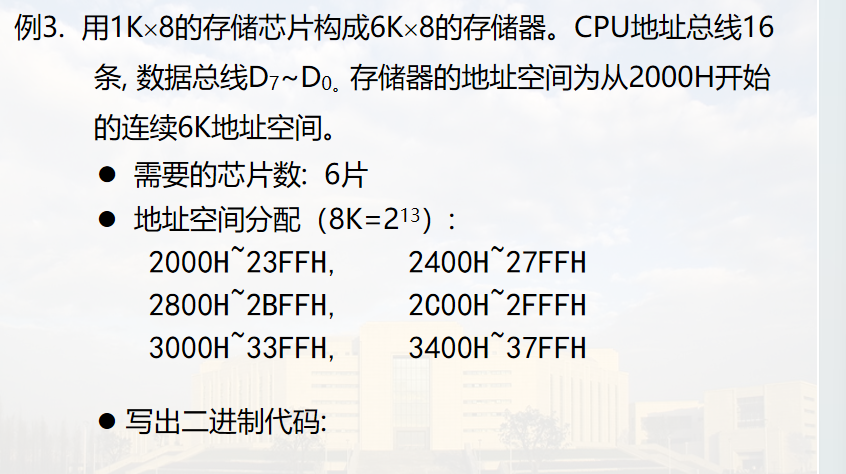 例3. 用1K×8的存储芯片构成6K×8的存储器。CPU地址总线16
条, 数据总线D₇~D₀。存储器的地址空间为从2000H开始
的连续6K地址空间。
● 需要的芯片数: 6片
● 地址空间分配（8K=2¹³）:
2000H~23FFH, 2400H~27FFH
2800H~2BFFH, 2C00H~2FFFH
3000H~33FFH, 3400H~37FFH
● 写出二进制代码: